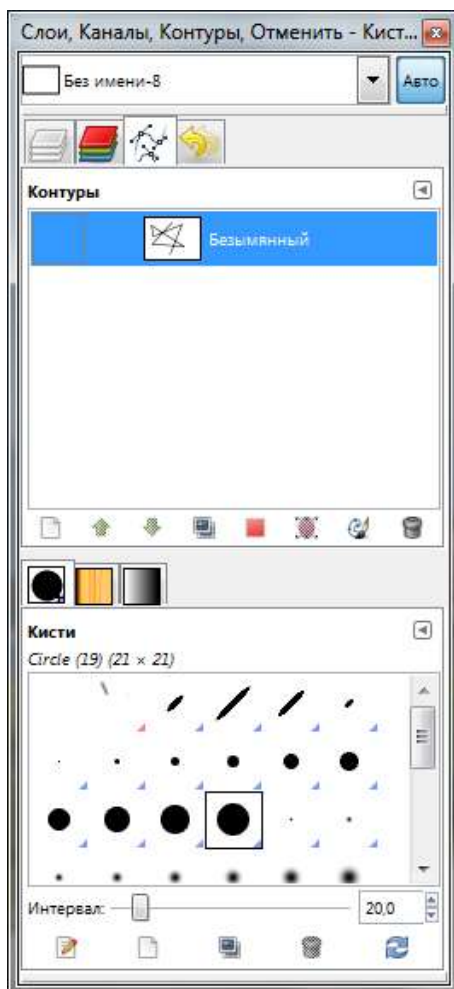 Слои, Каналы, Контуры, Отменить - Кист...
Без имени-8
Авто
Контуры
Безымянный
Кисти
Circle (19) (21 × 21)
Интервал:
20,0